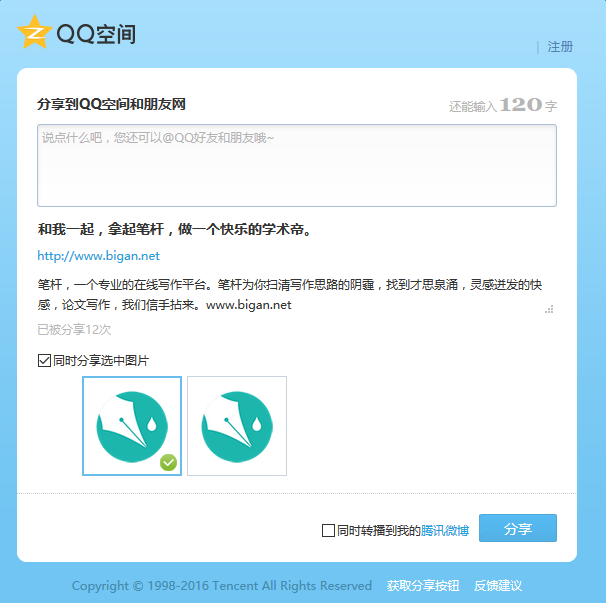 QQ空间
| 注册
分享到QQ空间和朋友网
还能输入120字
说点什么吧，您还可以@QQ好友和朋友哦~
和我一起，拿起笔杆，做一个快乐的学术帝。
http://www.bigan.net
笔杆，一个专业的在线写作平台。笔杆为你扫清写作思路的阴霾，找到才思泉涌，灵感迸发的快
感，论文写作，我们信手拈来。www.bigan.net
已被分享12次
同时分享选中图片
同时转播到我的腾讯微博 分享
Copyright © 1998-2016 Tencent All Rights Reserved 获取分享按钮 反馈建议